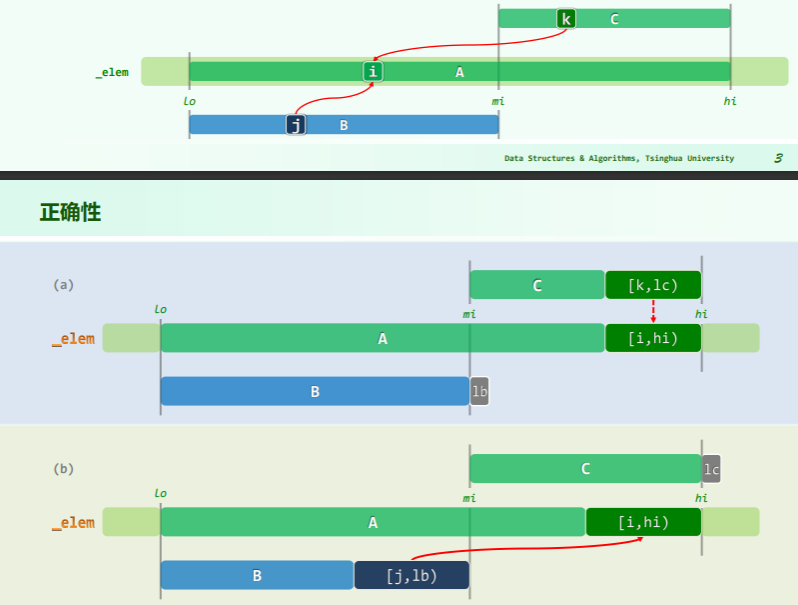 k C
_elem i A
lo mi hi
j B
Data Structures & Algorithms, Tsinghua University 3
正确性
(a) C [k,lc)
lo mi hi
_elem A [i,hi)
B lb
(b) C lc
lo mi hi
_elem A [i,hi)
B [j,lb)